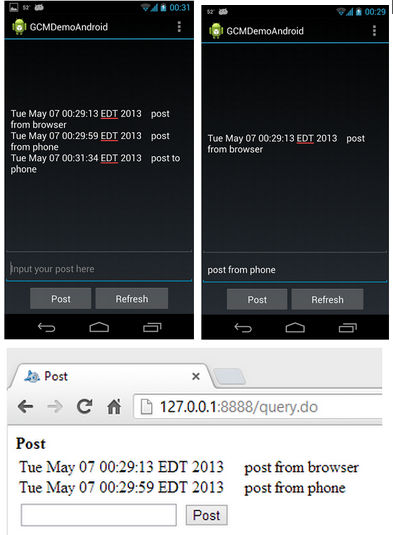 52° 00:31
GCMDemoAndroid
Tue May 07 00:29:13 EDT 2013 post
from browser
Tue May 07 00:29:59 EDT 2013 post
from phone
Tue May 07 00:31:34 EDT 2013 post to
phone
Input your post here
Post Refresh
52° 00:29
GCMDemoAndroid
Tue May 07 00:29:13 EDT 2013 post
from browser
post from phone
Post Refresh
Post
127.0.0.1:8888/query.do
Post
Tue May 07 00:29:13 EDT 2013 post from browser
Tue May 07 00:29:59 EDT 2013 post from phone
Post